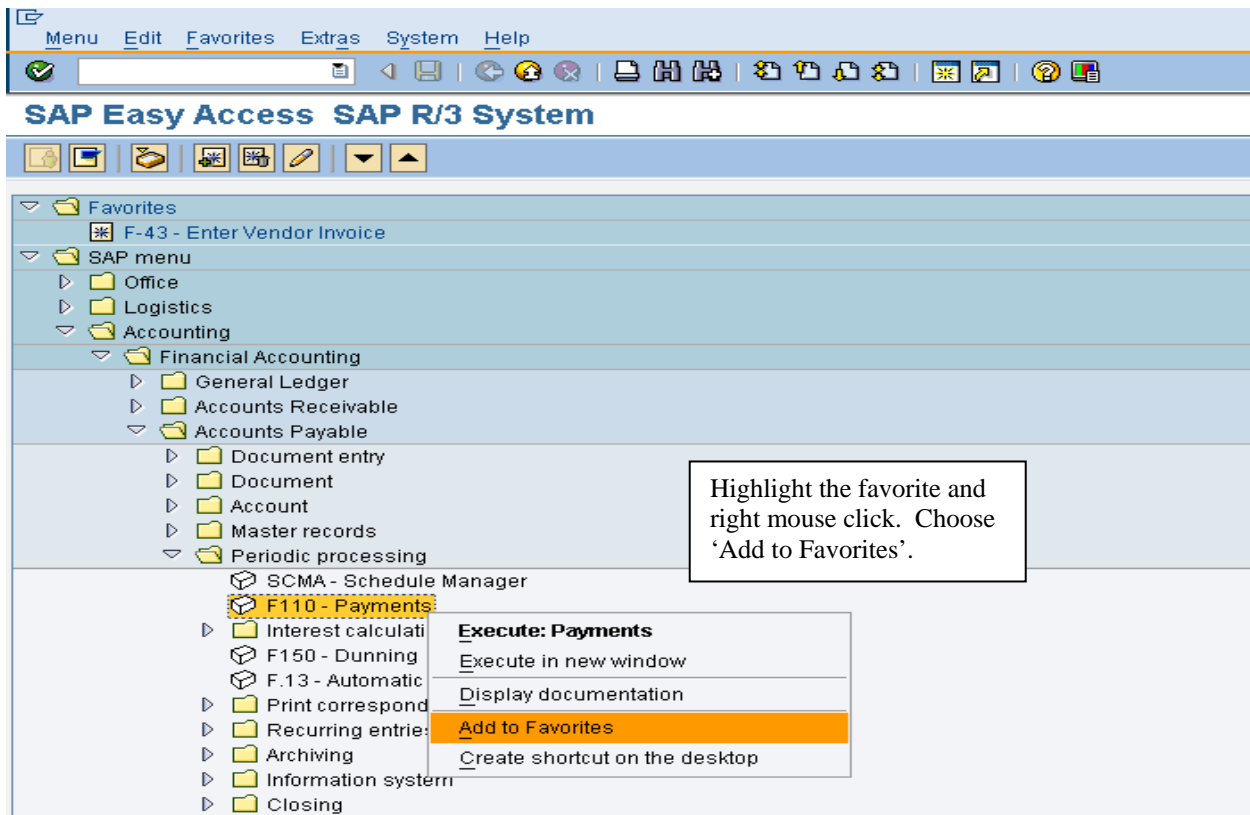 Menu Edit Favorites Extras System Help
SAP Easy Access SAP R/3 System
Favorites
F-43 - Enter Vendor Invoice
SAP menu
Office
Logistics
Accounting
Financial Accounting
General Ledger
Accounts Receivable
Accounts Payable
Document entry
Document
Account
Master records
Periodic processing
SCMA - Schedule Manager
F110 - Payments
Interest calculati
F150 - Dunning
F.13 - Automatic
Print correspond
Recurring entries
Archiving
Information system
Closing
Highlight the favorite and
right mouse click. Choose
‘Add to Favorites’.
Execute: Payments
Execute in new window
Display documentation
Add to Favorites
Create shortcut on the desktop